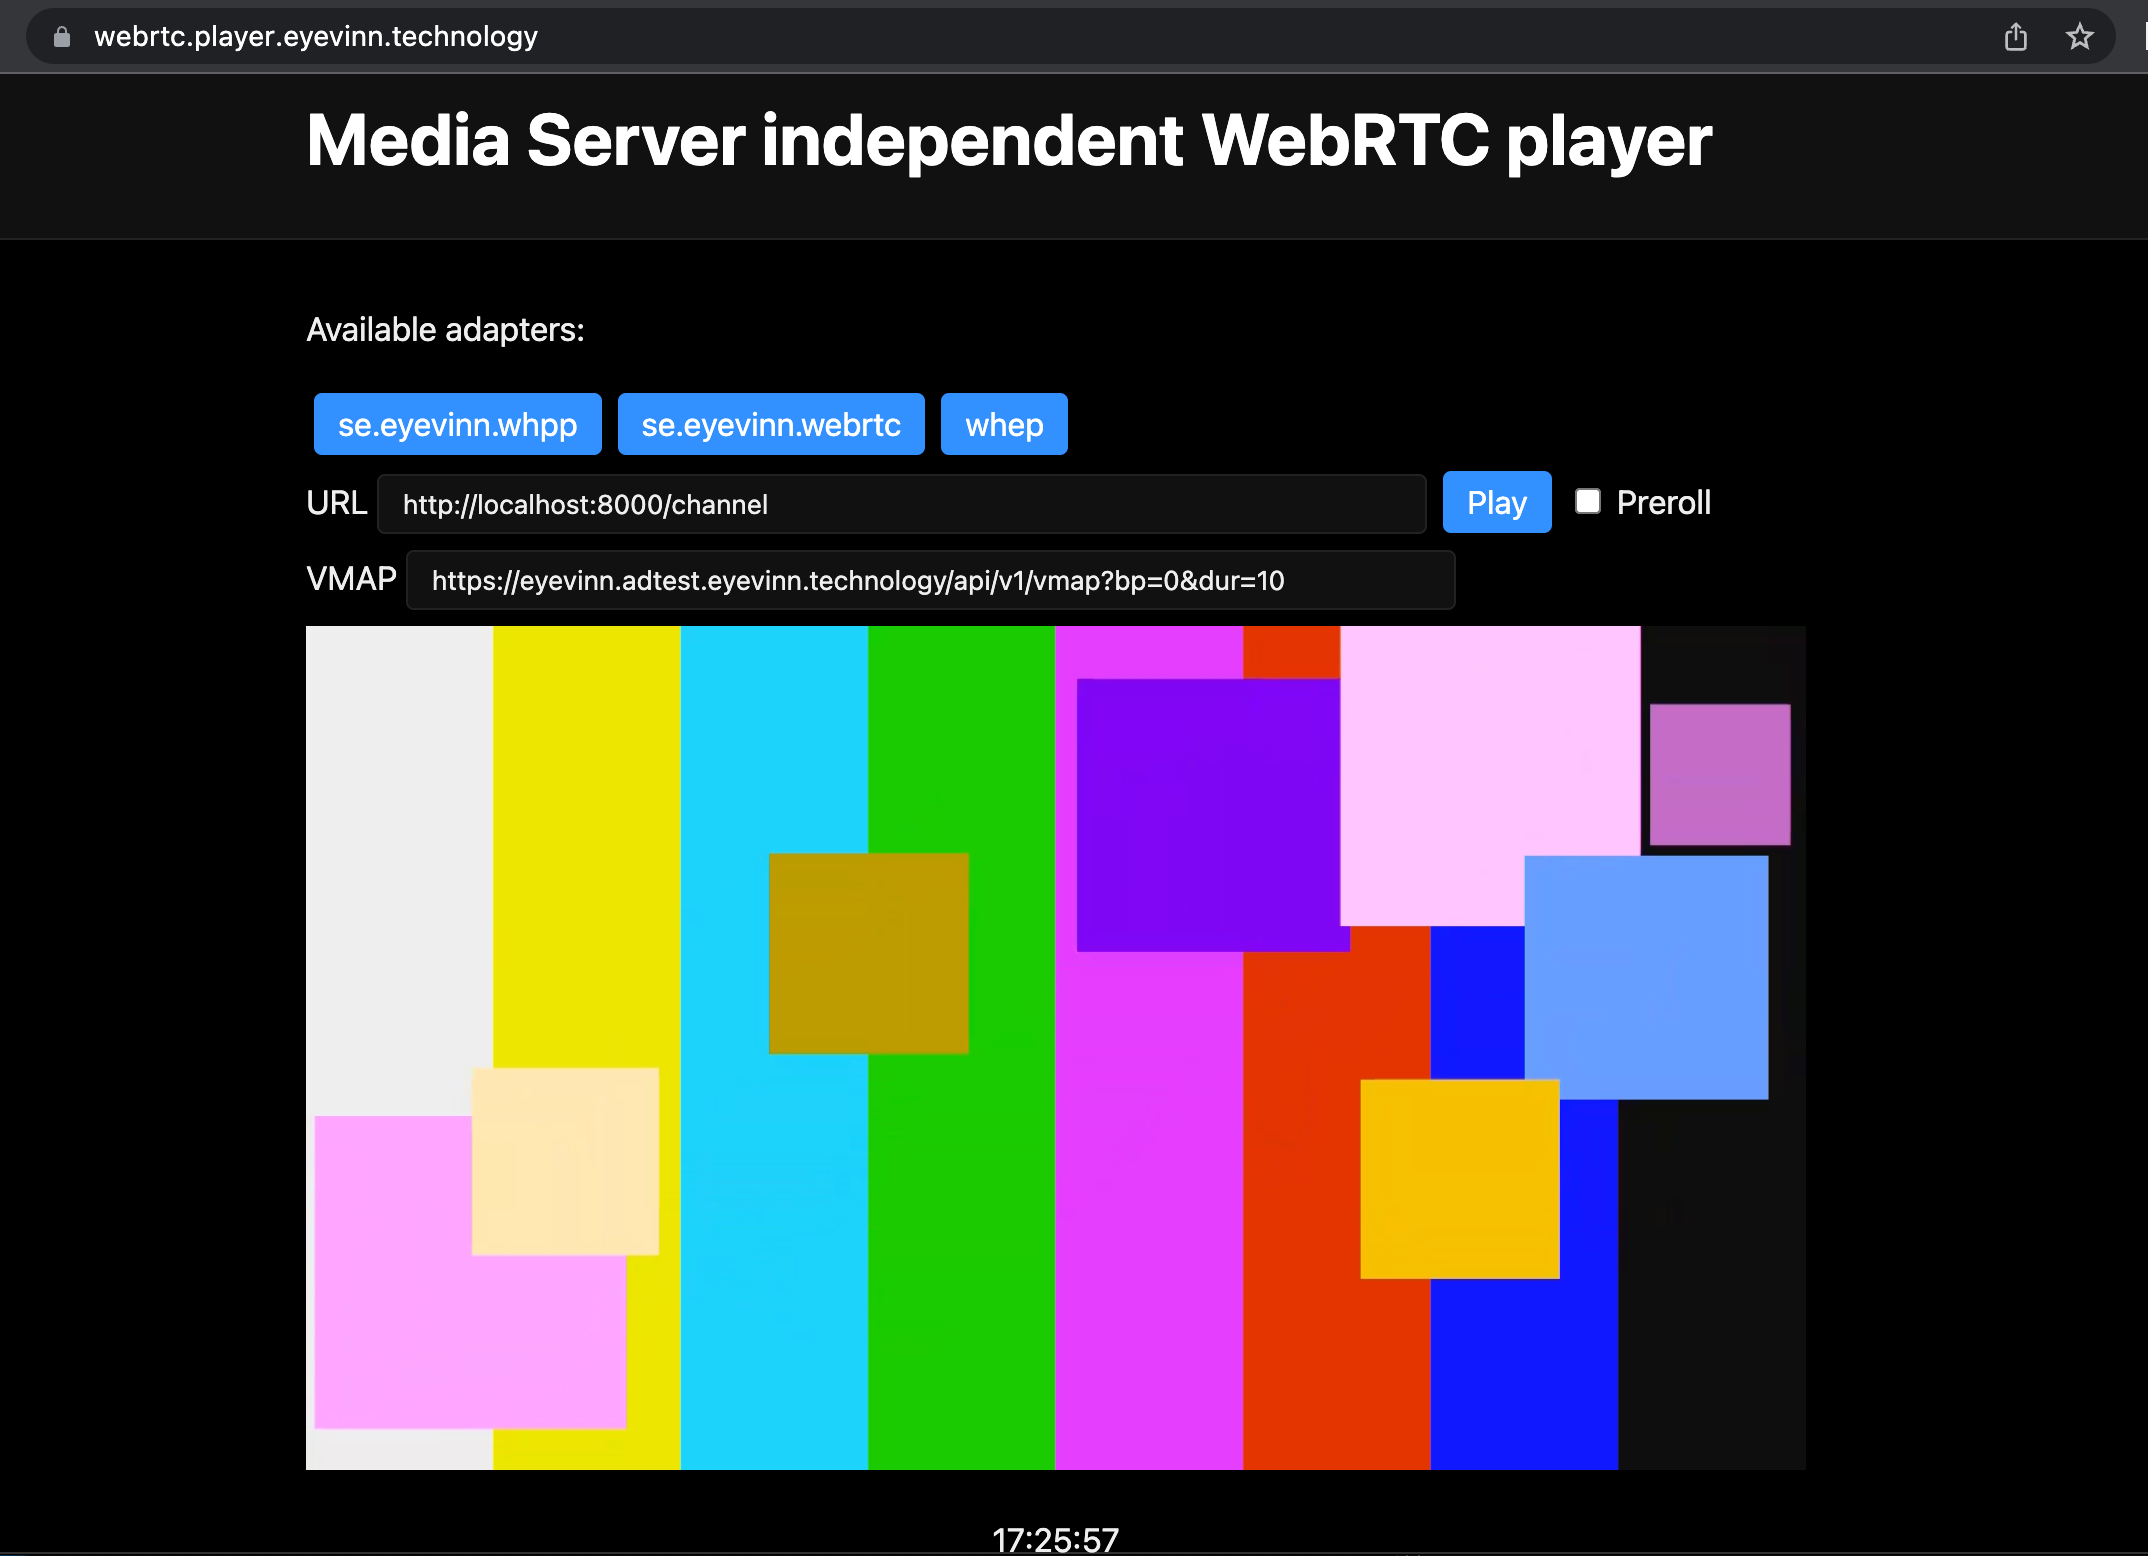 webrtc.player.eyevinn.technology
Media Server independent WebRTC player
Available adapters:
se.eyevinn.whpp se.eyevinn.webrtc whep
URL http://localhost:8000/channel Play Preroll
VMAP https://eyevinn.adtest.eyevinn.technology/api/v1/vmap?bp=0&dur=10
17:25:57